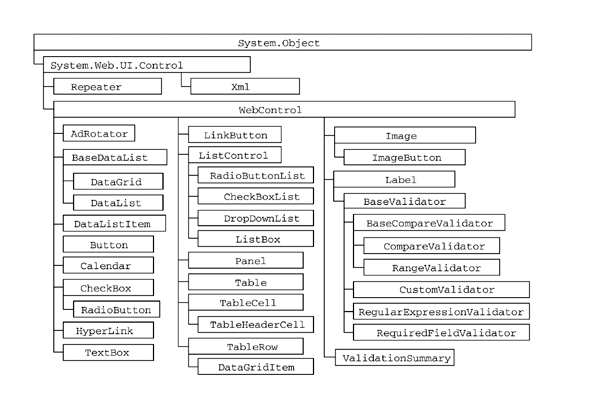 System.Object
System.Web.UI.Control
Repeater
Xml
WebControl
AdRotator
BaseDataList
DataGrid
DataList
DataListItem
Button
Calendar
CheckBox
RadioButton
HyperLink
TextBox
LinkButton
ListControl
RadioButtonList
CheckBoxList
DropDownList
ListBox
Panel
Table
TableCell
TableHeaderCell
TableRow
DataGridItem
Image
ImageButton
Label
BaseValidator
BaseCompareValidator
CompareValidator
RangeValidator
CustomValidator
RegularExpressionValidator
RequiredFieldValidator
ValidationSummary